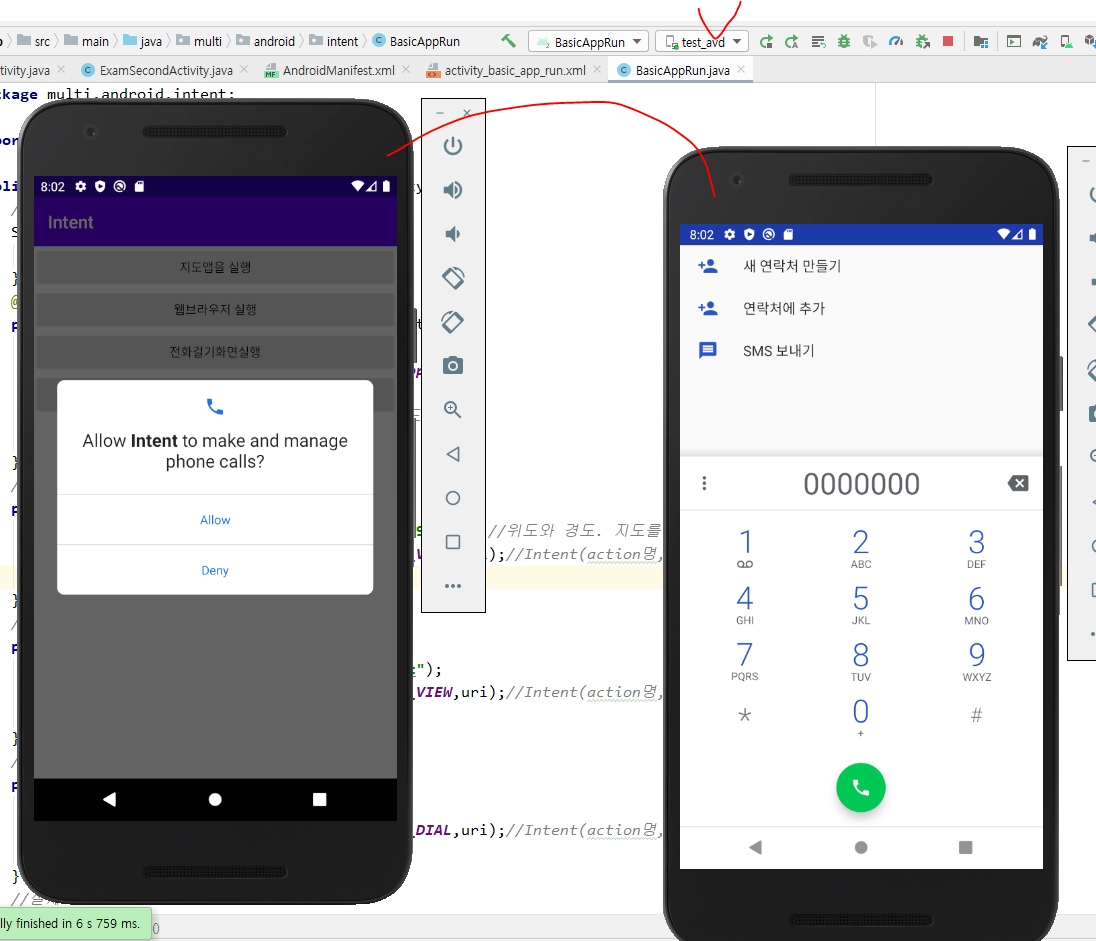 src main java multi android intent BasicAppRun BasicAppRun test_avd
tivity.java ExamSecondActivity.java AndroidManifest.xml activity_basic_app_run.xml BasicAppRun.java
ckage multi.android.intent;
8:02
Intent
지도앱을 실행
웹브라우저 실행
전화걸기화면실행
Allow Intent to make and manage
phone calls?
Allow
Deny
//위도와 경도. 지도를
);//Intent(action명,
");
VIEW,uri);//Intent(action명,
DIAL,uri);//Intent(action명,
8:02
새 연락처 만들기
연락처에 추가
SMS 보내기
0000000
1
2 ABC
3 DEF
4 GHI
5 JKL
6 MNO
7 PQRS
8 TUV
9 WXYZ
*
0 +
#
lly finished in 6 s 759 ms.